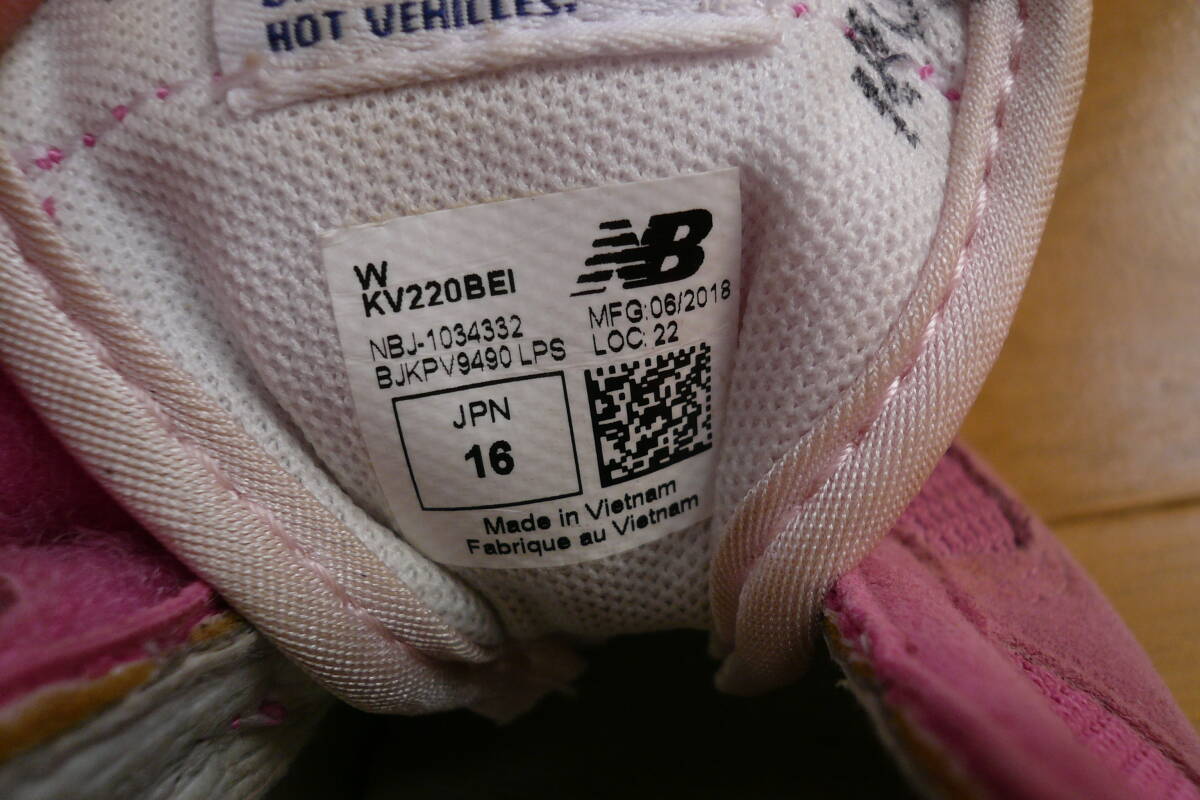 HOT VEHICLES.
W
KV220BEI
NB
NBJ-1034332
BJKPV9490 LPS
MFG:06/2018
LOC: 22
JPN
16
Made in Vietnam
Fabrique au Vietnam